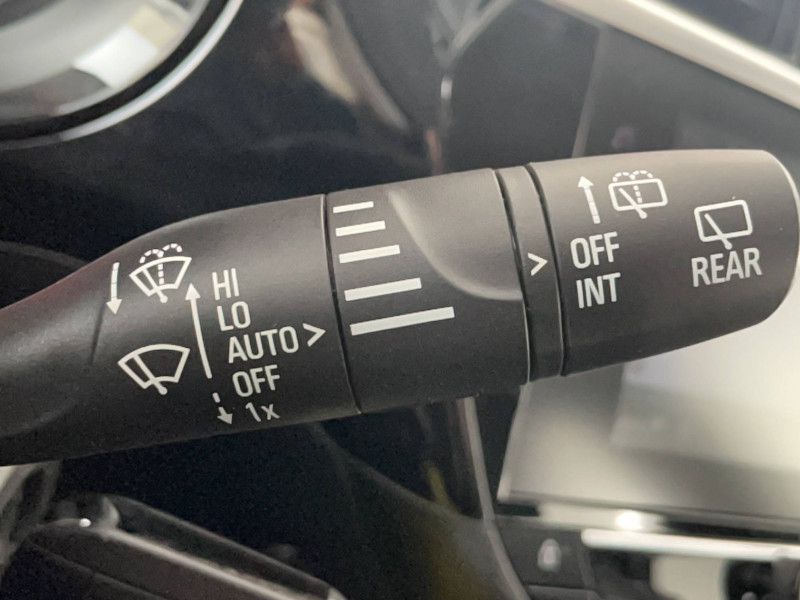 HI
LO
AUTO >
OFF
1x
>
OFF
INT
REAR